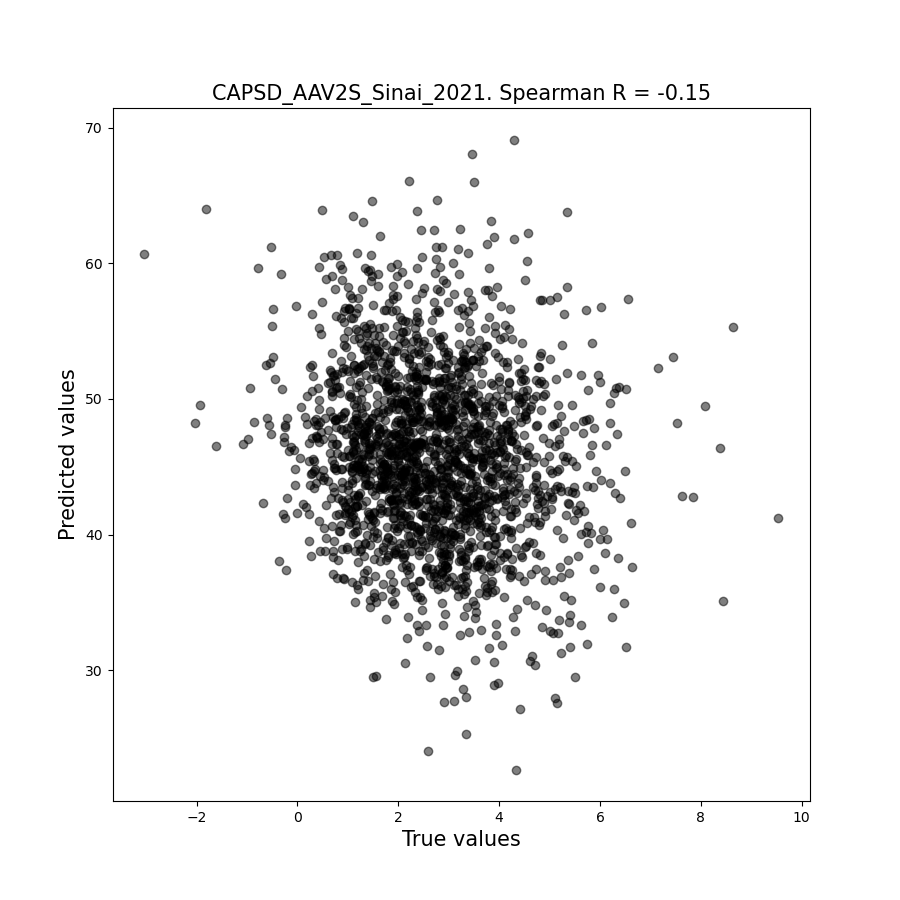 CAPSD_AAV2S_Sinai_2021. Spearman R = -0.15
70
60
50
40
30
Predicted values
−2 0 2 4 6 8 10
True values